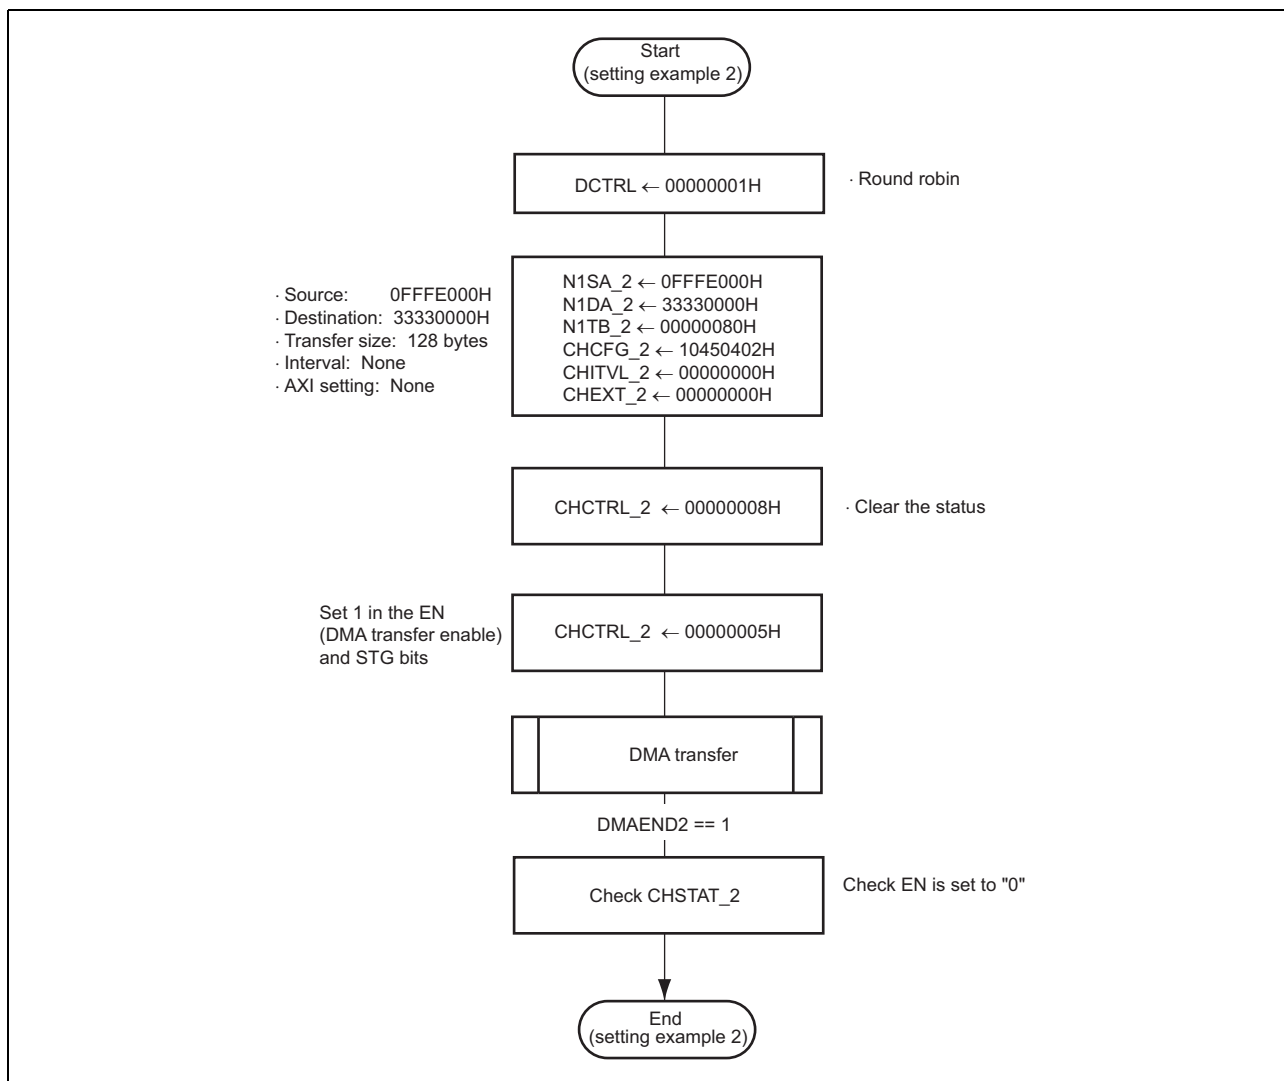 Start
(setting example 2)
DCTRL ← 00000001H
· Round robin
· Source: 0FFFE000H
· Destination: 33330000H
· Transfer size: 128 bytes
· Interval: None
· AXI setting: None
N1SA_2 ← 0FFFE000H
N1DA_2 ← 33330000H
N1TB_2 ← 00000080H
CHCFG_2 ← 10450402H
CHITVL_2 ← 00000000H
CHEXT_2 ← 00000000H
CHCTRL_2 ← 00000008H
· Clear the status
Set 1 in the EN
(DMA transfer enable)
and STG bits
CHCTRL_2 ← 00000005H
DMA transfer
DMAEND2 == 1
Check CHSTAT_2
Check EN is set to "0"
End
(setting example 2)